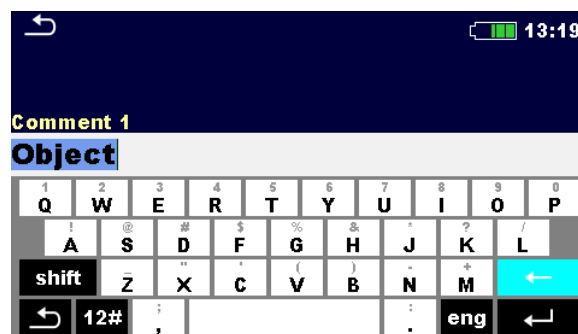 13:19
Comment 1
Object
1 2 3 4 5 6 7 8 9 0
Q W E R T Y U I O P
! @ # $ % & * ? /
A S D F G H J K L
_ " ' ( ) - +
shift Z X C V B N M
; :
12# , . eng